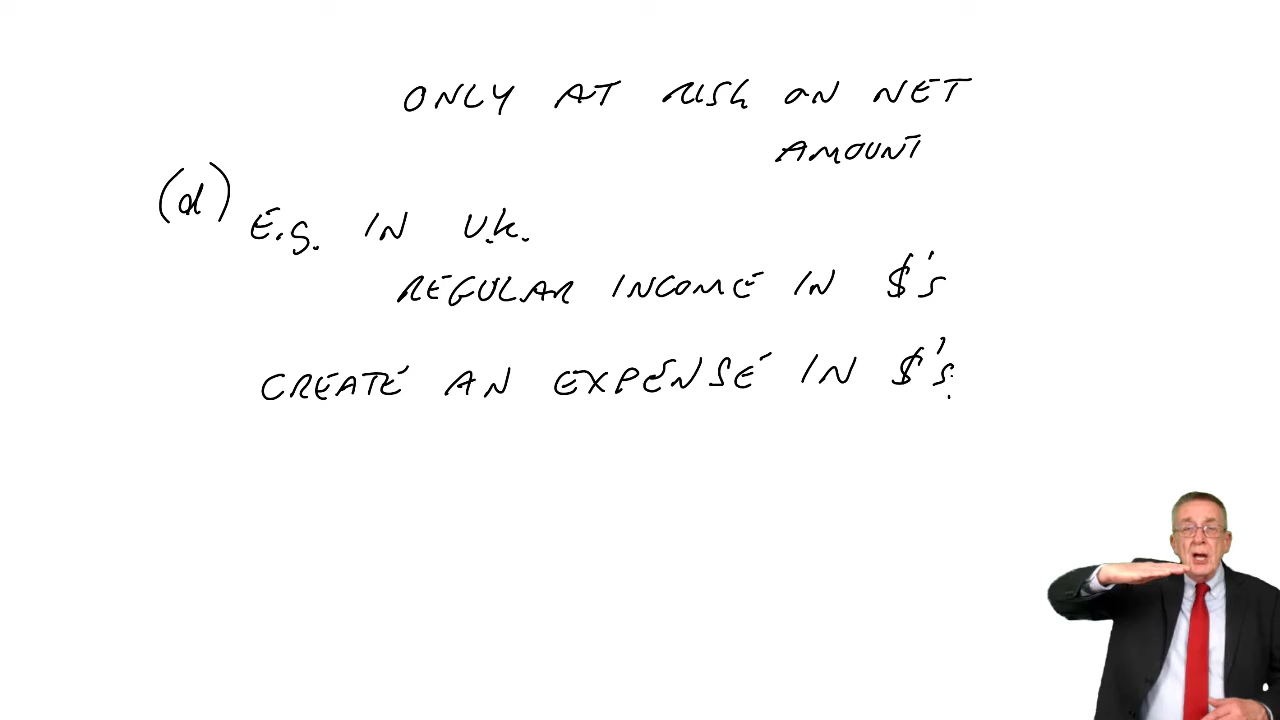 ONLY AT RISK ON NET
AMOUNT
(d) E.g. IN U.K.
REGULAR INCOME IN $'s
CREATE AN EXPENSE IN $'s.